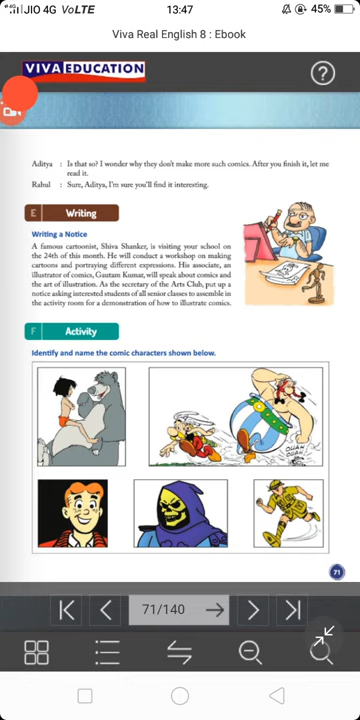 JIO 4G VoLTE 13:47 45%
Viva Real English 8 : Ebook
VIVA EDUCATION
?
Aditya : Is that so? I wonder why they don't make more such comics. After you finish it, let me
read it.
Rahul : Sure, Aditya, I'm sure you'll find it interesting.
E Writing
Writing a Notice
A famous cartoonist, Shiva Shanker, is visiting your school on
the 24th of this month. He will conduct a workshop on making
cartoons and portraying different expressions. His associate, an
illustrator of comics, Gautam Kumar, will speak about comics and
the art of illustration. As the secretary of the Arts Club, put up a
notice asking interested students of all senior classes to assemble in
the activity room for a demonstration of how to illustrate comics.
F Activity
Identify and name the comic characters shown below.
71
71/140